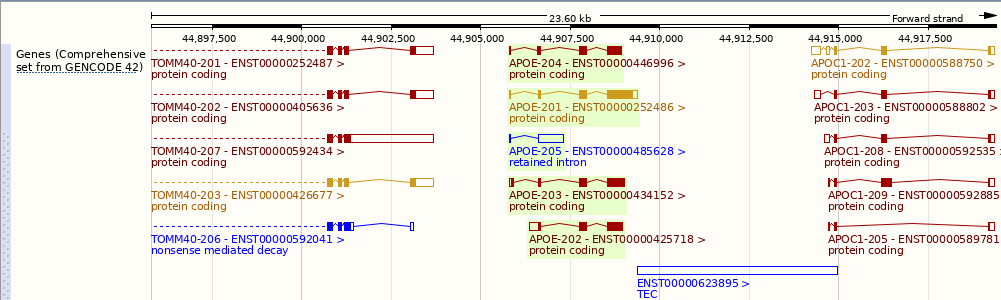 23.60 kb
Forward strand
44,897,500 44,900,000 44,902,500 44,905,000 44,907,500 44,910,000 44,912,500 44,915,000 44,917,500
Genes (Comprehensive
set from GENCODE 42)
TOMM40-201 - ENST00000252487 > APOE-204 - ENST00000446996 > APOC1-202 - ENST00000588750 >
protein coding protein coding protein coding
TOMM40-202 - ENST00000405636 > APOE-201 - ENST00000252486 > APOC1-203 - ENST00000588802 >
protein coding protein coding protein coding
TOMM40-207 - ENST00000592434 > APOE-205 - ENST00000485628 > APOC1-208 - ENST00000592535
protein coding retained intron protein coding
TOMM40-203 - ENST00000426677 > APOE-203 - ENST00000434152 > APOC1-209 - ENST00000592885
protein coding protein coding protein coding
TOMM40-206 - ENST00000592041 > APOE-202 - ENST00000425718 > APOC1-205 - ENST00000589781
nonsense mediated decay protein coding protein coding
ENST00000623895 >
TEC